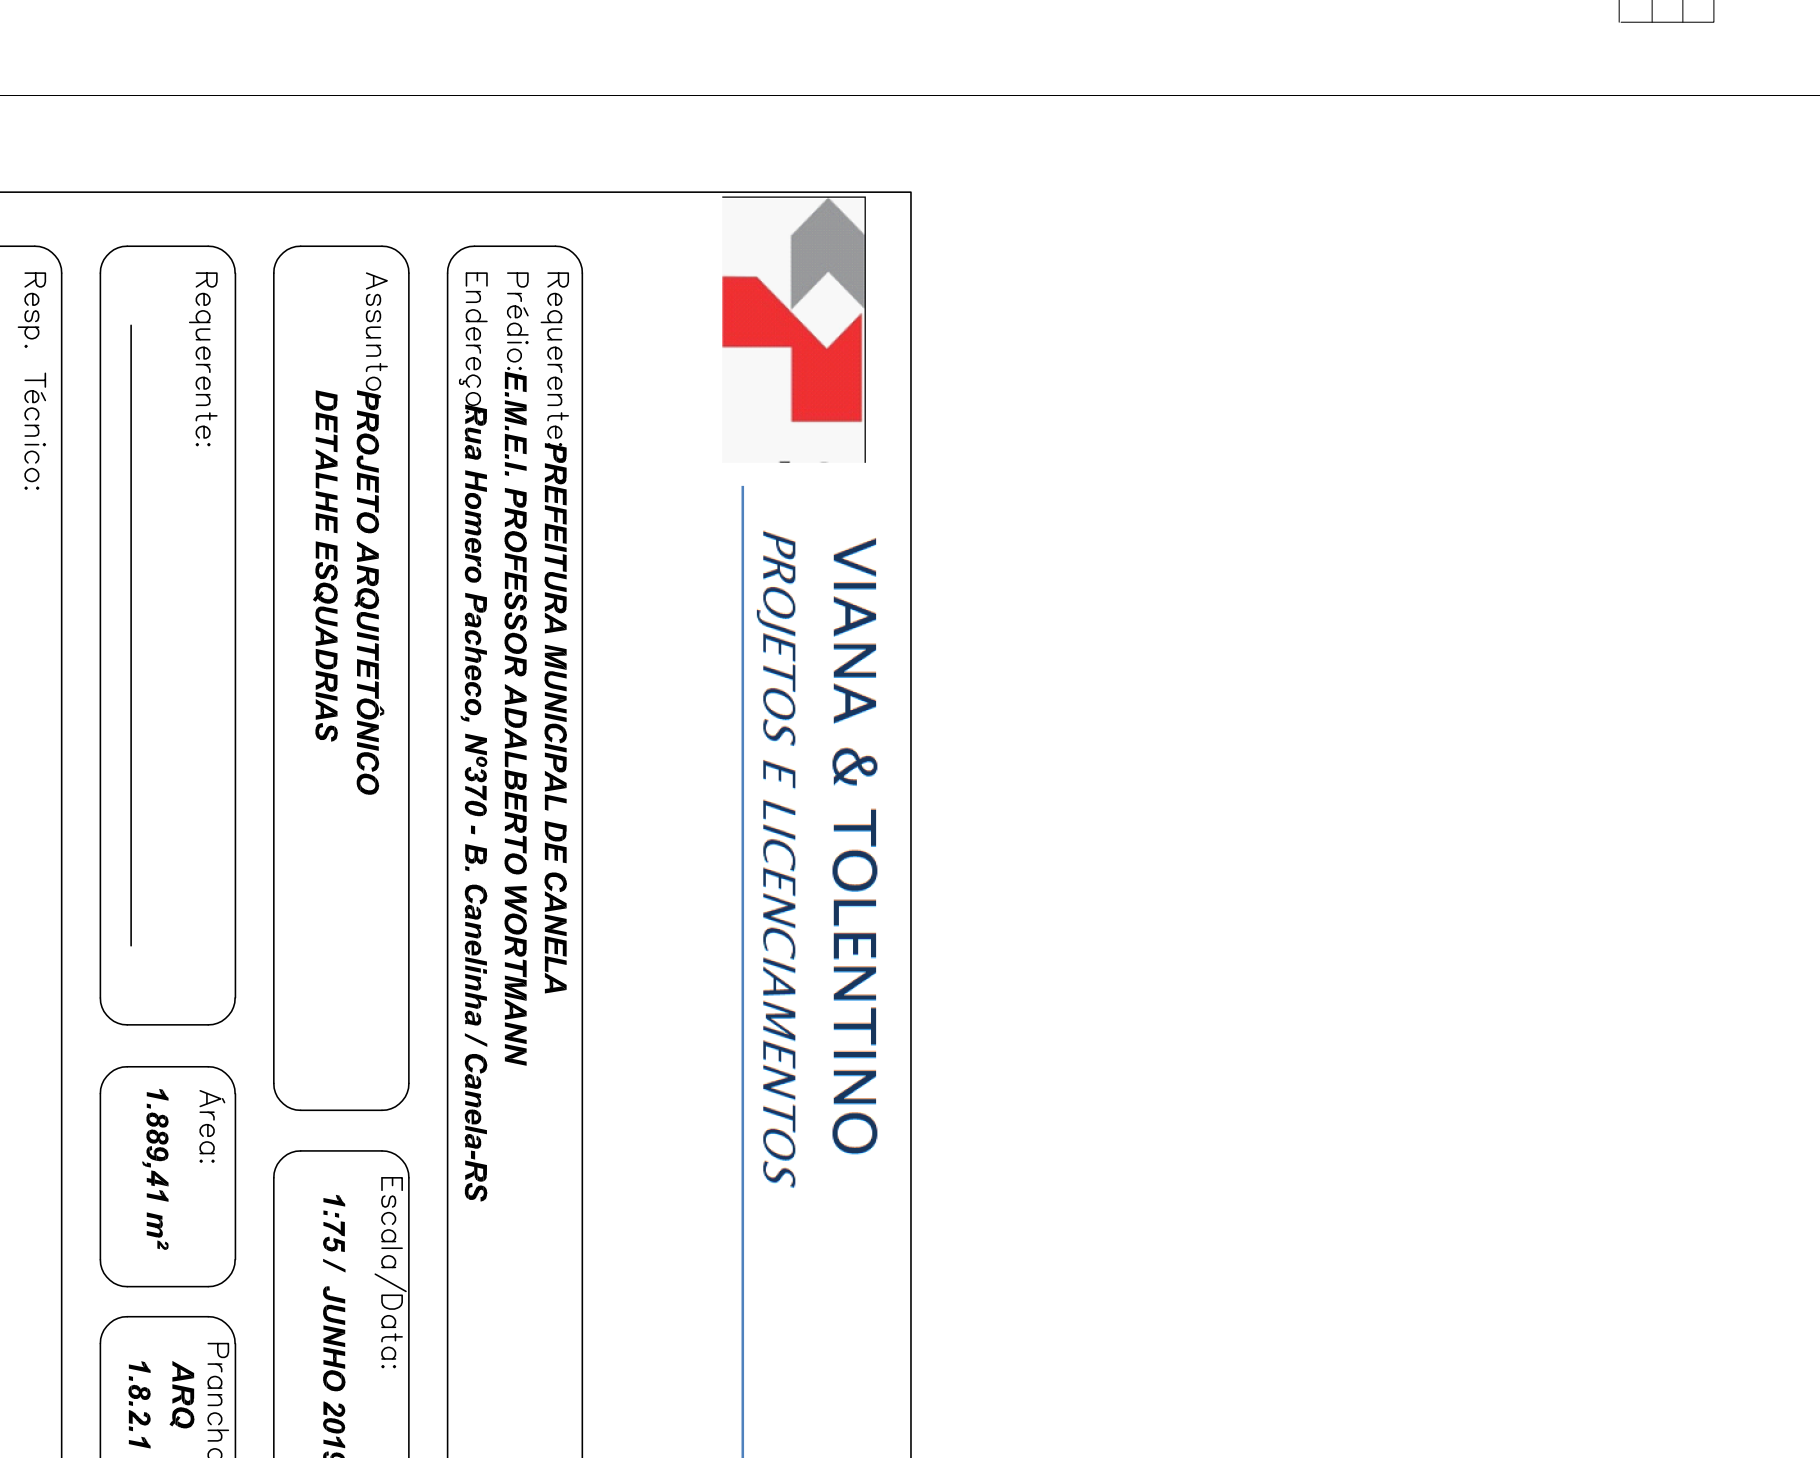 VIANA & TOLENTINO
PROJETOS E LICENCIAMENTOS
Requerente:PREFEITURA MUNICIPAL DE CANELA
Prédio:E.M.E.I. PROFESSOR ADALBERTO WORTMANN
Endereço:Rua Homero Pacheco, Nº370 - B. Canelinha / Canela-RS
Assunto:PROJETO ARQUITETÔNICO
DETALHE ESQUADRIAS
Escala/Data:
1:75 / JUNHO 2019
Requerente:
Área:
1.889,41 m²
Prancha
ARQ
1.8.2.1
Resp. Técnico: